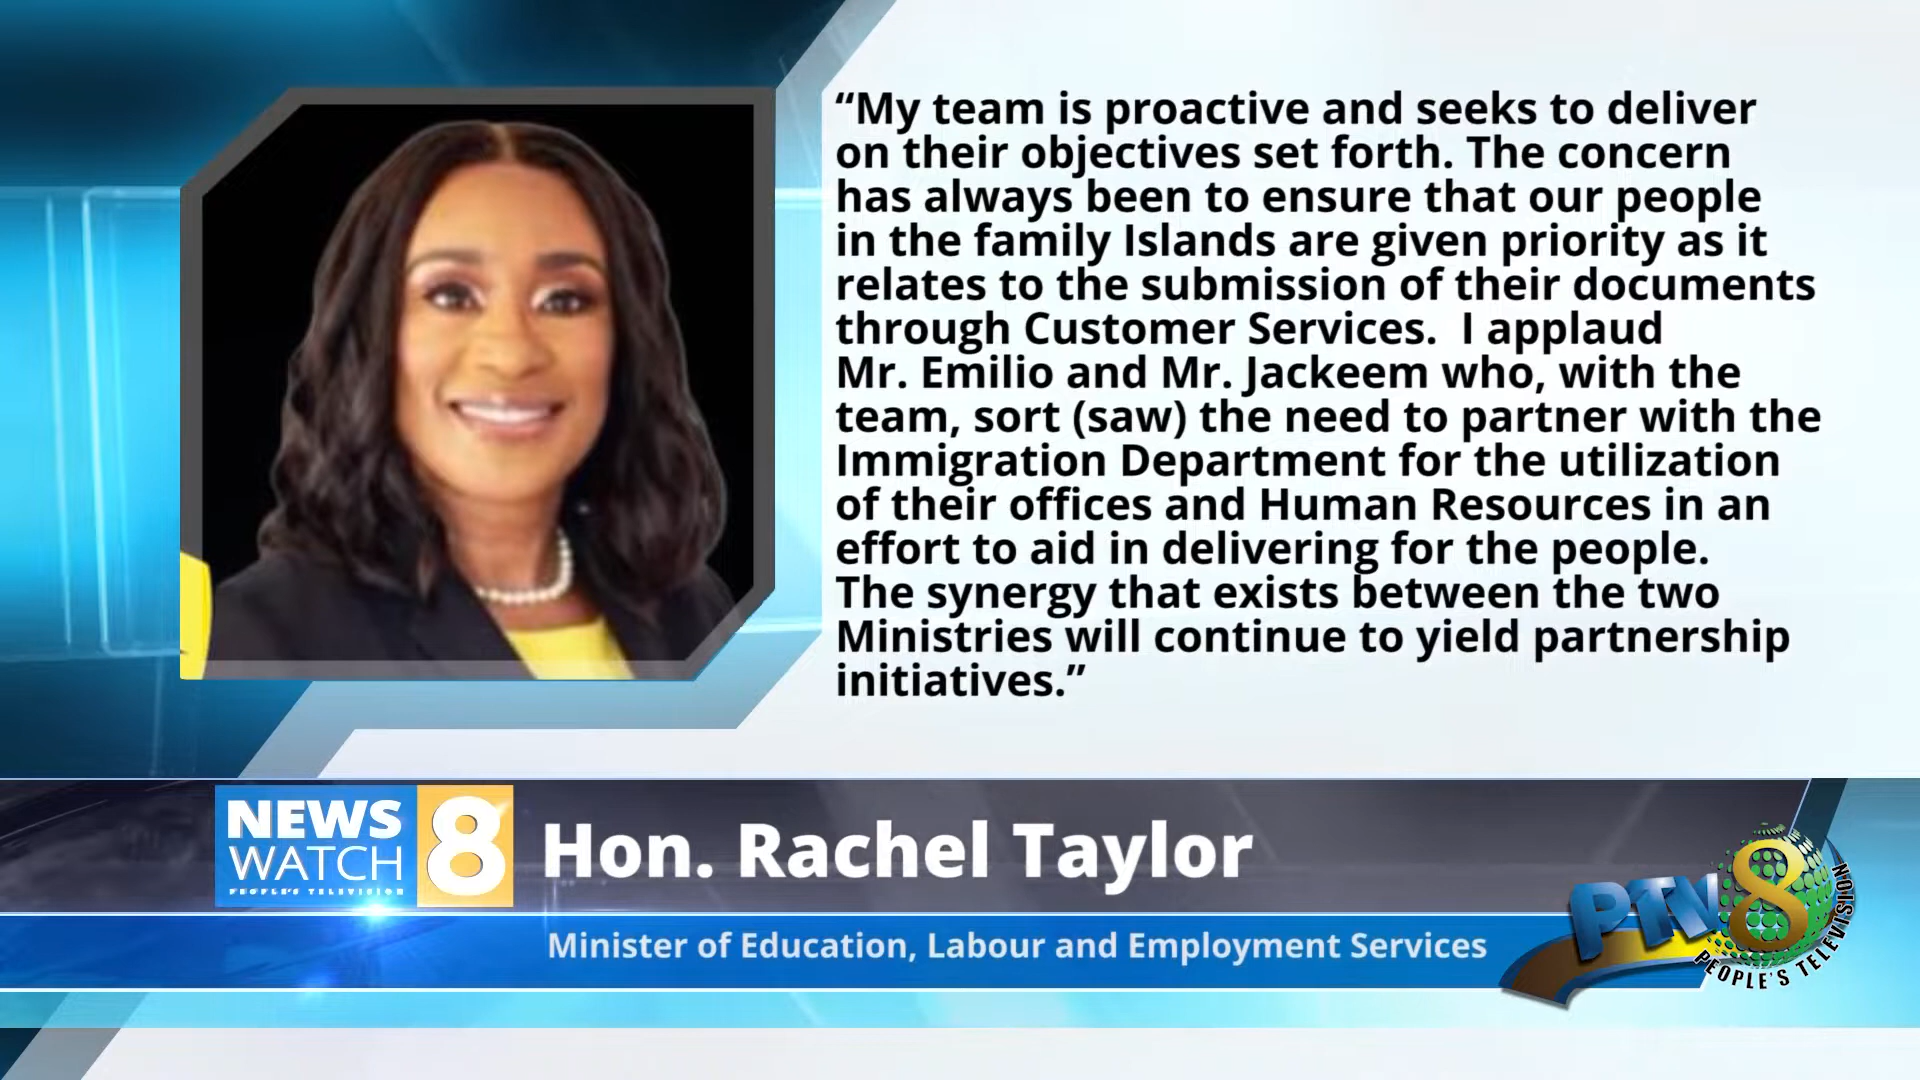 “My team is proactive and seeks to deliver
on their objectives set forth. The concern
has always been to ensure that our people
in the family Islands are given priority as it
relates to the submission of their documents
through Customer Services.  I applaud
Mr. Emilio and Mr. Jackeem who, with the
team, sort (saw) the need to partner with the
Immigration Department for the utilization
of their offices and Human Resources in an
effort to aid in delivering for the people.
The synergy that exists between the two
Ministries will continue to yield partnership
initiatives.”
NEWS
WATCH
PEOPLE'S TELEVISION
8
Hon. Rachel Taylor
Minister of Education, Labour and Employment Services
PTV8
PEOPLE'S TELEVISION